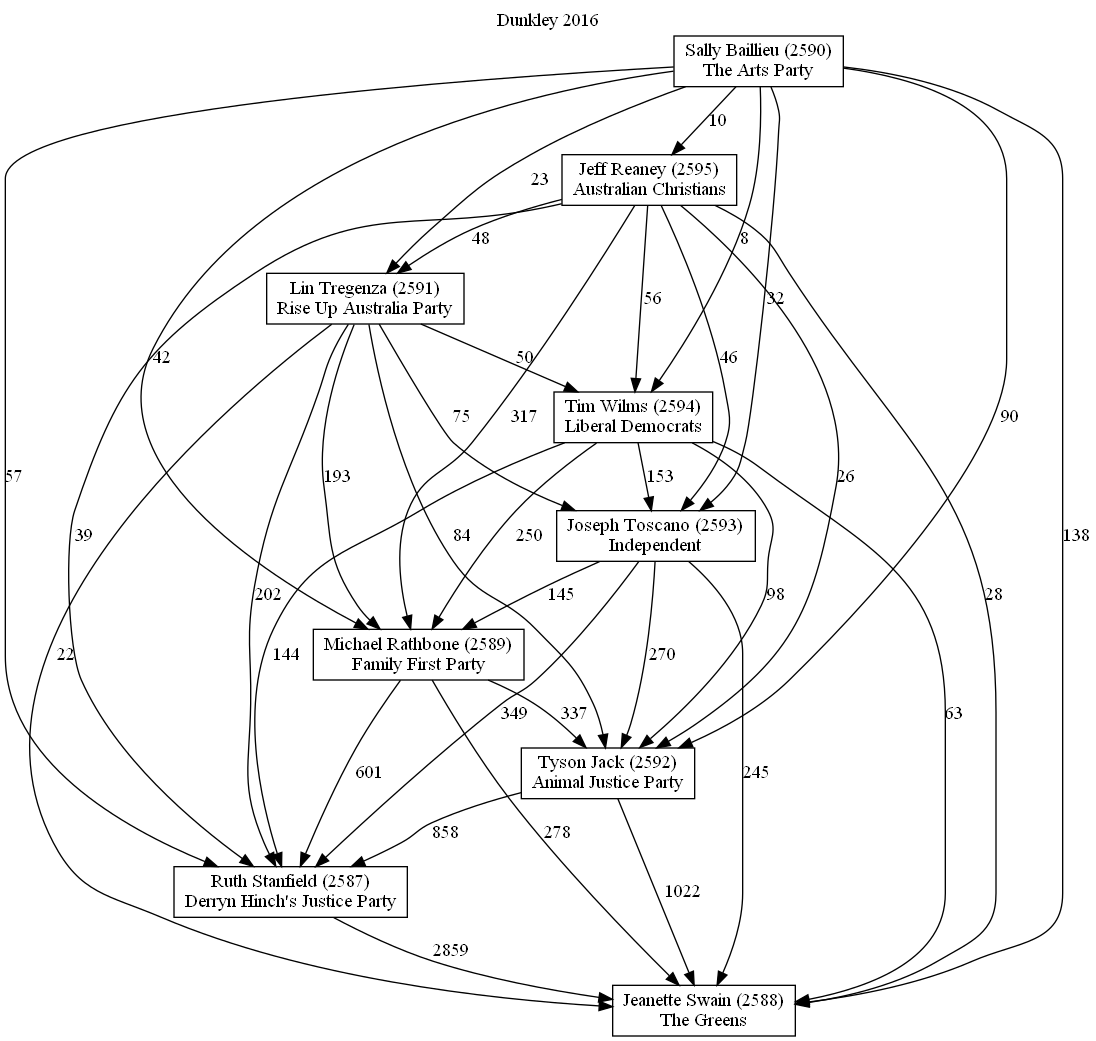 Dunkley 2016
Sally Baillieu (2590)
The Arts Party
10
Jeff Reaney (2595)
Australian Christians
23
48
8
Lin Tregenza (2591)
Rise Up Australia Party
56
32
42
50
46
Tim Wilms (2594)
Liberal Democrats
75
317
90
57
193
153
26
39
84
250
Joseph Toscano (2593)
Independent
138
202
145
98
28
22
144
Michael Rathbone (2589)
Family First Party
270
349
337
63
601
Tyson Jack (2592)
Animal Justice Party
245
858
278
Ruth Stanfield (2587)
Derryn Hinch's Justice Party
1022
2859
Jeanette Swain (2588)
The Greens